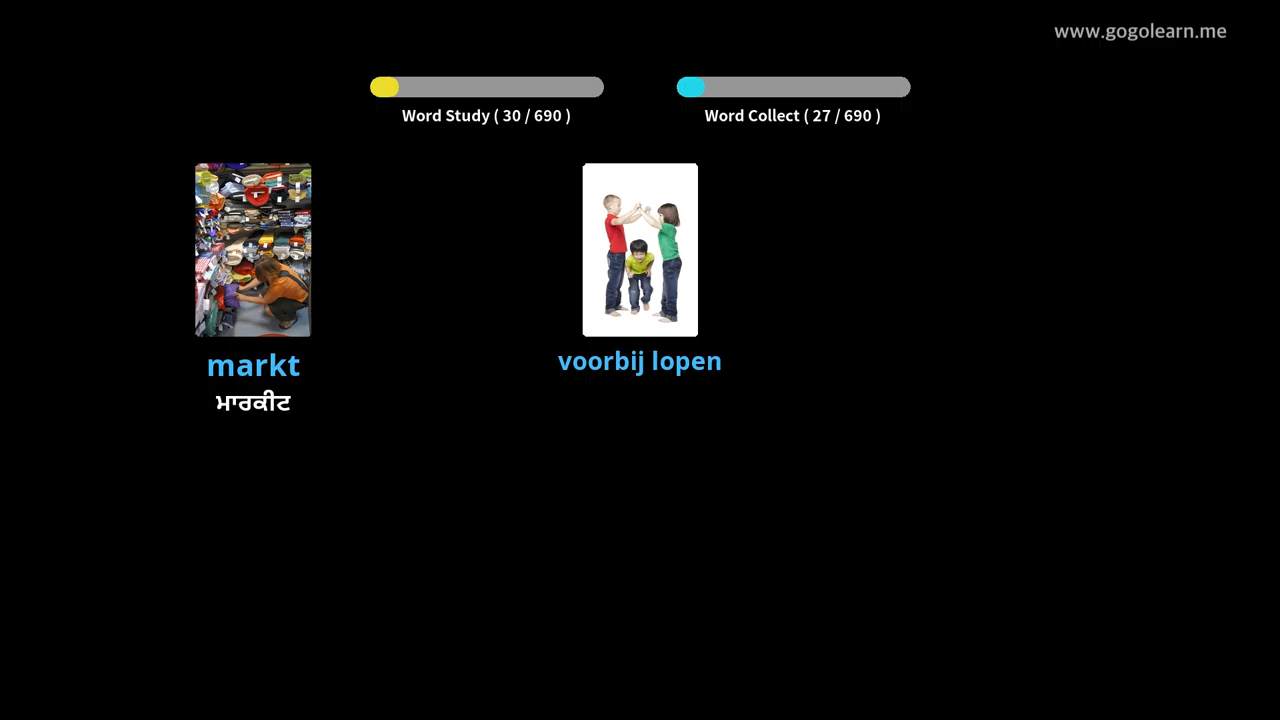 www.gogolearn.me
Word Study ( 30 / 690 )
Word Collect ( 27 / 690 )
markt
ਮਾਰਕੀਟ
voorbij lopen